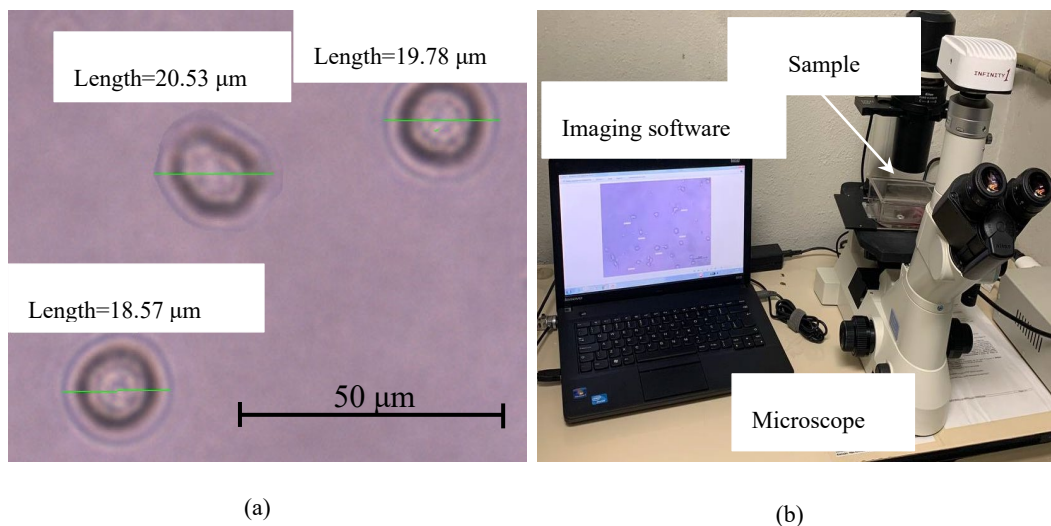 Length=20.53 μm
Length=19.78 μm
Length=18.57 μm
50 μm
(a)
Sample
INFINITY 1
Imaging software
Microscope
(b)